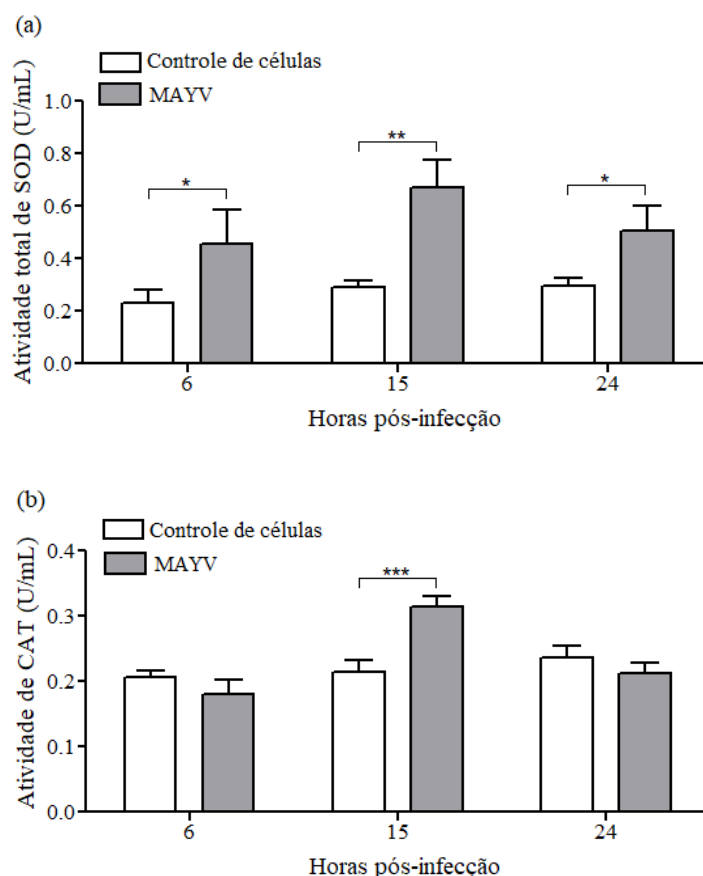 (a)
Controle de células
MAYV
Atividade total de SOD (U/mL)
1.0
0.8
0.6
0.4
0.2
0.0
*
**
*
6 15 24
Horas pós-infecção
(b)
Controle de células
MAYV
Atividade de CAT (U/mL)
0.4
0.3
0.2
0.1
0.0
***
6 15 24
Horas pós-infecção